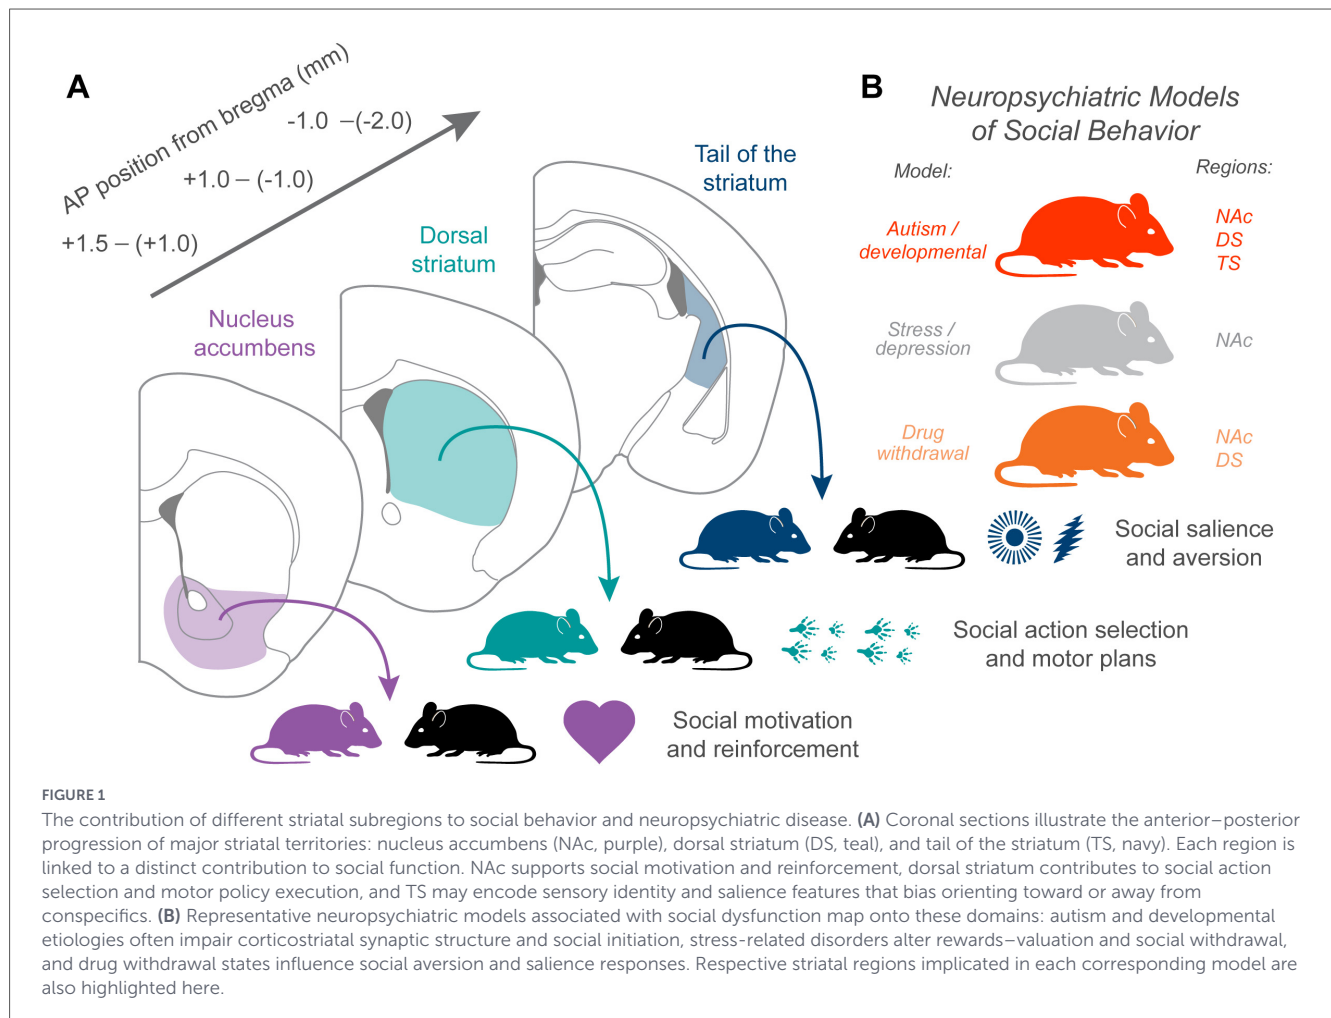 A
AP position from bregma (mm)
-1.0 –(-2.0)
+1.0 – (-1.0)
+1.5 – (+1.0)
Tail of the
striatum
Dorsal
striatum
Nucleus
accumbens
Social salience
and aversion
Social action selection
and motor plans
Social motivation
and reinforcement
B
Neuropsychiatric Models
of Social Behavior
Model:
Regions:
Autism /
developmental
NAc
DS
TS
Stress /
depression
NAc
Drug
withdrawal
NAc
DS
FIGURE 1
The contribution of different striatal subregions to social behavior and neuropsychiatric disease. (A) Coronal sections illustrate the anterior–posterior
progression of major striatal territories: nucleus accumbens (NAc, purple), dorsal striatum (DS, teal), and tail of the striatum (TS, navy). Each region is
linked to a distinct contribution to social function. NAc supports social motivation and reinforcement, dorsal striatum contributes to social action
selection and motor policy execution, and TS may encode sensory identity and salience features that bias orienting toward or away from
conspecifics. (B) Representative neuropsychiatric models associated with social dysfunction map onto these domains: autism and developmental
etiologies often impair corticostriatal synaptic structure and social initiation, stress-related disorders alter rewards–valuation and social withdrawal,
and drug withdrawal states influence social aversion and salience responses. Respective striatal regions implicated in each corresponding model are
also highlighted here.